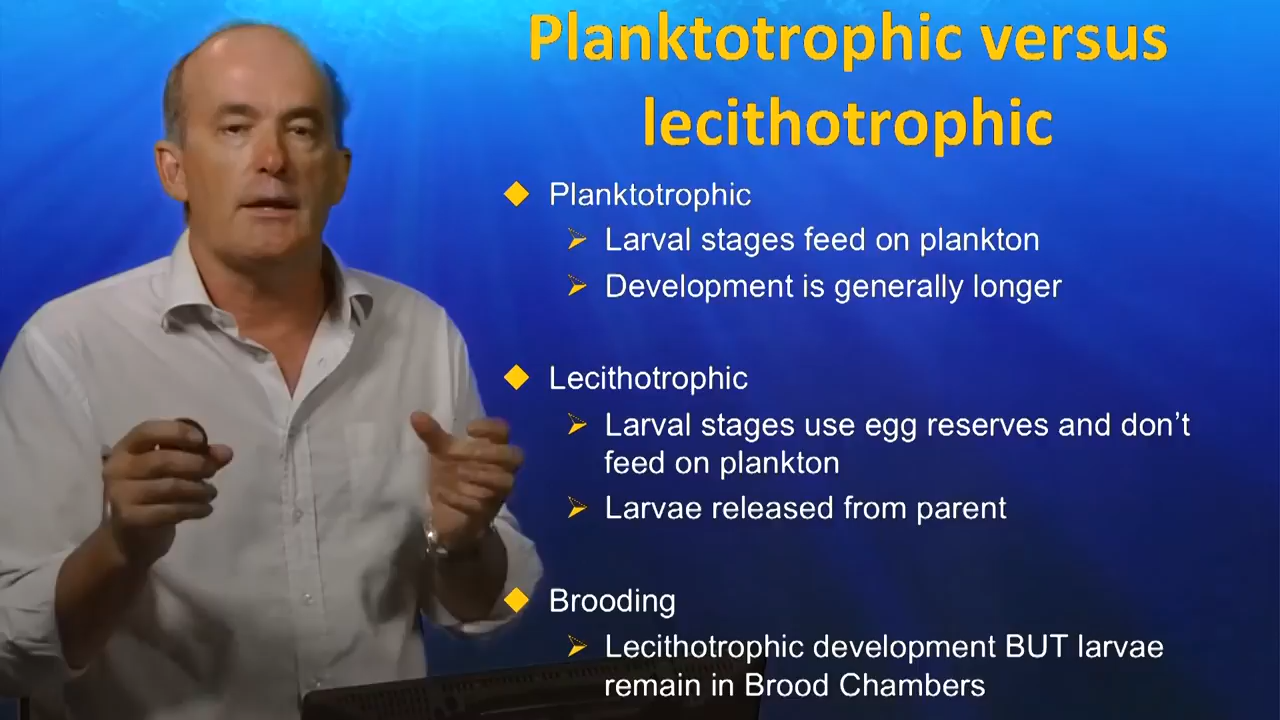 Planktotrophic versus
lecithotrophic
Planktotrophic
Larval stages feed on plankton
Development is generally longer
Lecithotrophic
Larval stages use egg reserves and don’t
feed on plankton
Larvae released from parent
Brooding
Lecithotrophic development BUT larvae
remain in Brood Chambers